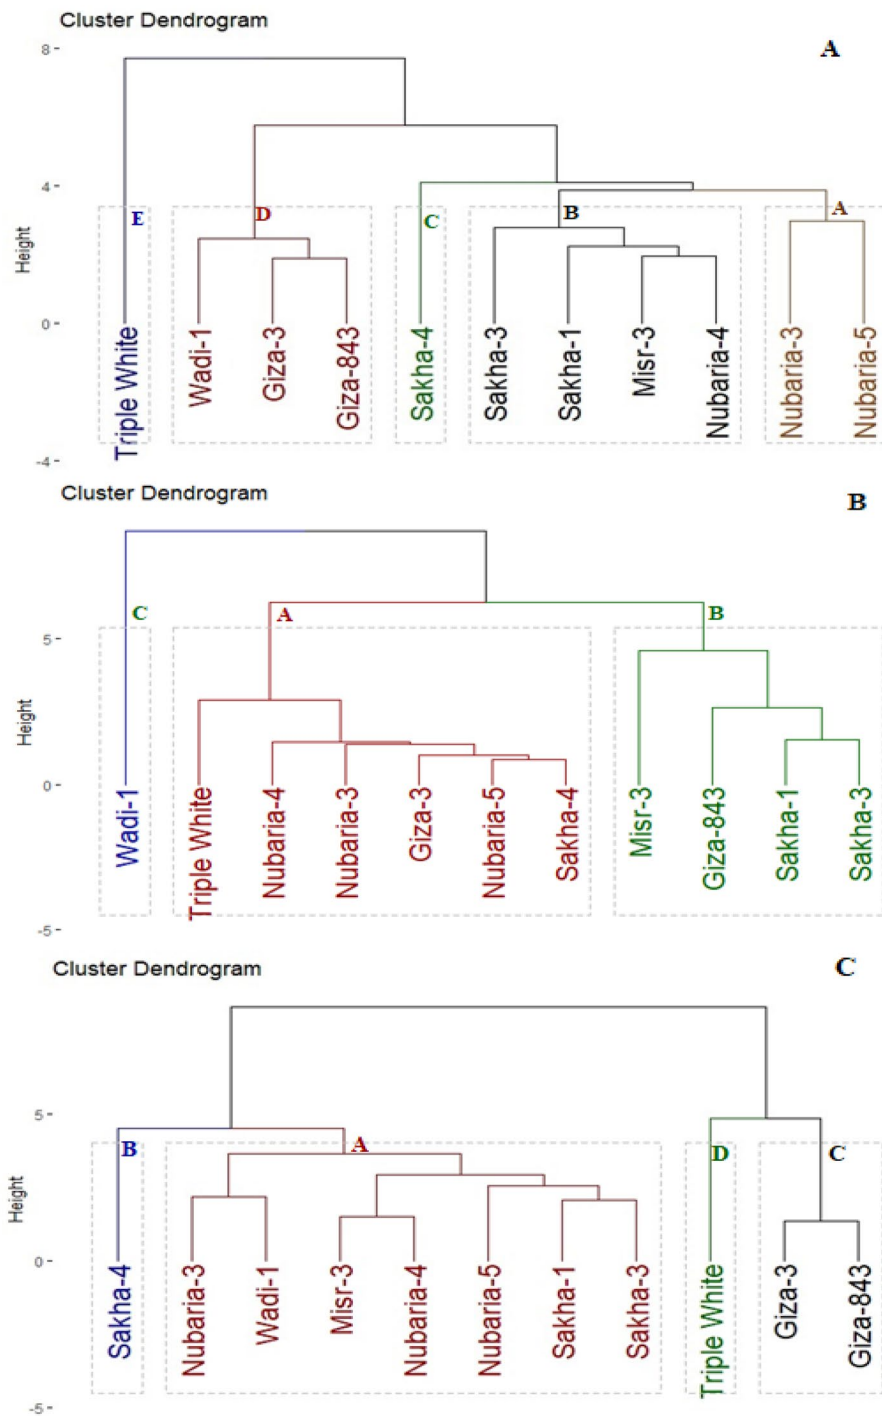 Cluster Dendrogram
A
8
4
0
-4
Height
E
D
C
B
A
Triple White
Wadi-1
Giza-3
Giza-843
Sakha-4
Sakha-3
Sakha-1
Misr-3
Nubaria-4
Nubaria-3
Nubaria-5
Cluster Dendrogram
B
5
0
-5
Height
C
A
B
Wadi-1
Triple White
Nubaria-4
Nubaria-3
Giza-3
Nubaria-5
Sakha-4
Misr-3
Giza-843
Sakha-1
Sakha-3
Cluster Dendrogram
C
5
0
-5
Height
B
A
D
C
Sakha-4
Nubaria-3
Wadi-1
Misr-3
Nubaria-4
Nubaria-5
Sakha-1
Sakha-3
Triple White
Giza-3
Giza-843